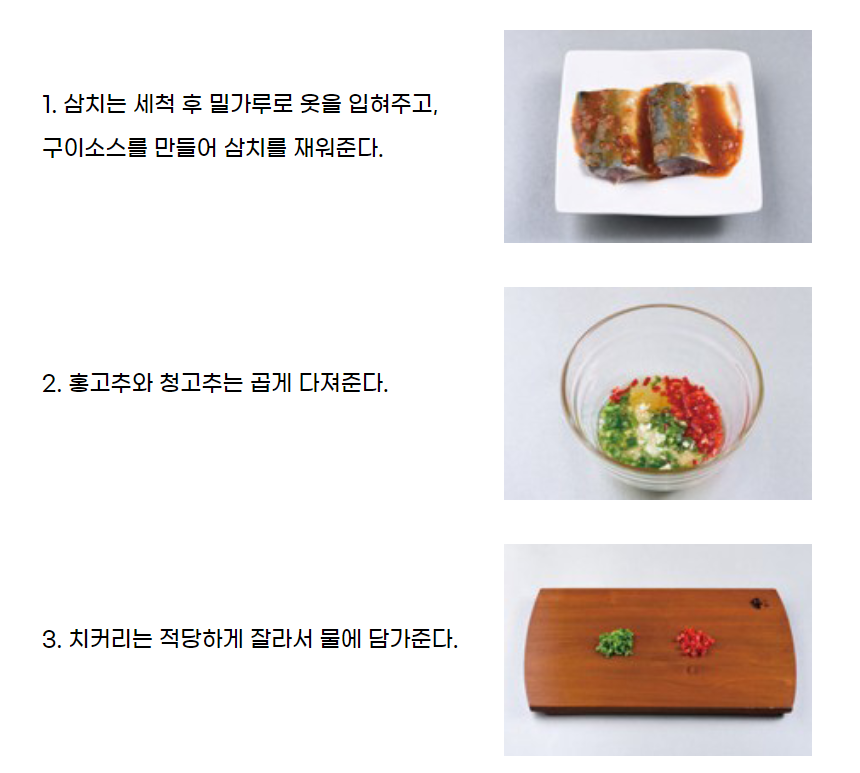 1. 삼치는 세척 후 밀가루로 옷을 입혀주고,
구이소스를 만들어 삼치를 재워준다.
2. 홍고추와 청고추는 곱게 다져준다.
3. 치커리는 적당하게 잘라서 물에 담가준다.